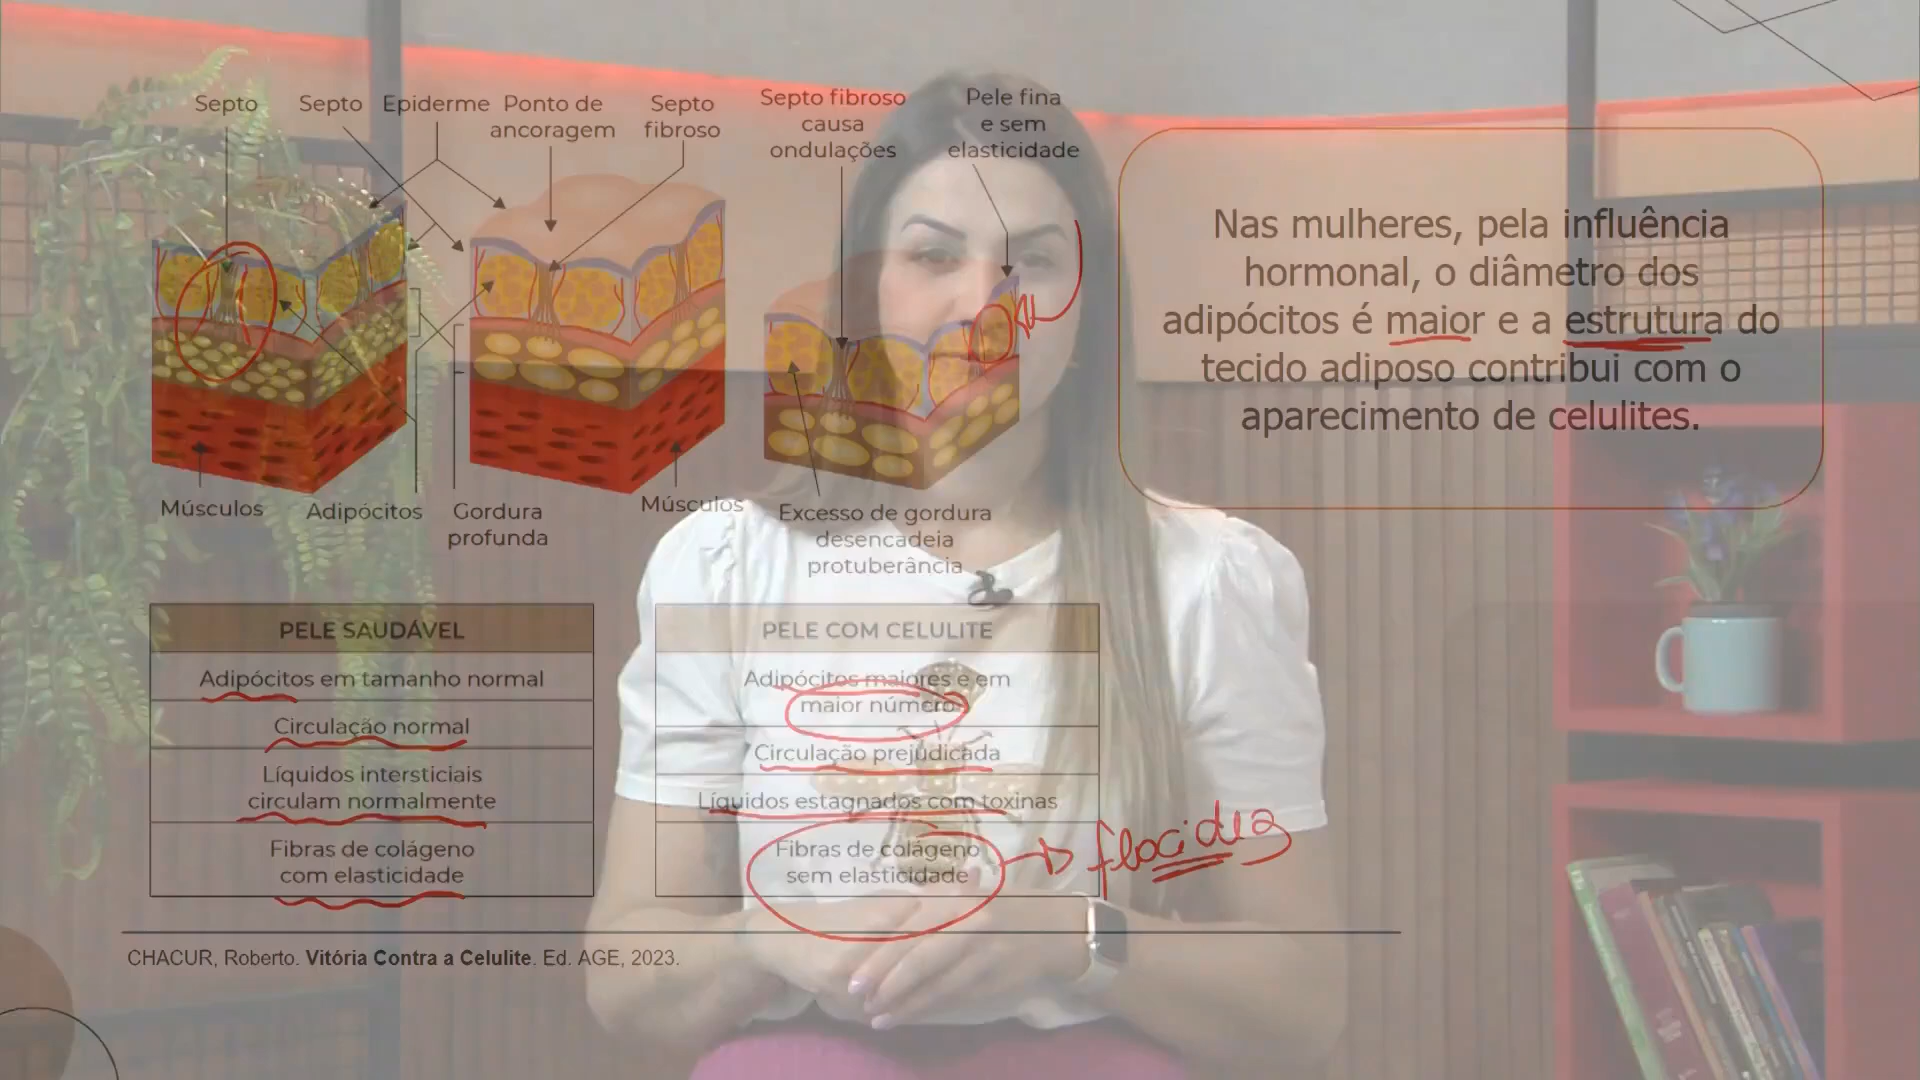 Septo
Septo
Epiderme
Ponto de
ancoragem
Septo
fibroso
Septo fibroso
causa
ondulações
Pele fina
e sem
elasticidade
Músculos
Adipócitos
Gordura
profunda
Músculos
Excesso de gordura
desencadeia
protuberância
Nas mulheres, pela influência
hormonal, o diâmetro dos
adipócitos é maior e a estrutura do
tecido adiposo contribui com o
aparecimento de celulites.
PELE SAUDÁVEL
Adipócitos em tamanho normal
Circulação normal
Líquidos intersticiais
circulam normalmente
Fibras de colágeno
com elasticidade
PELE COM CELULITE
Adipócitos maiores e em
maior número
Circulação prejudicada
Líquidos estagnados com toxinas
Fibras de colágeno
sem elasticidade
flacidez
CHACUR, Roberto. Vitória Contra a Celulite. Ed. AGE, 2023.